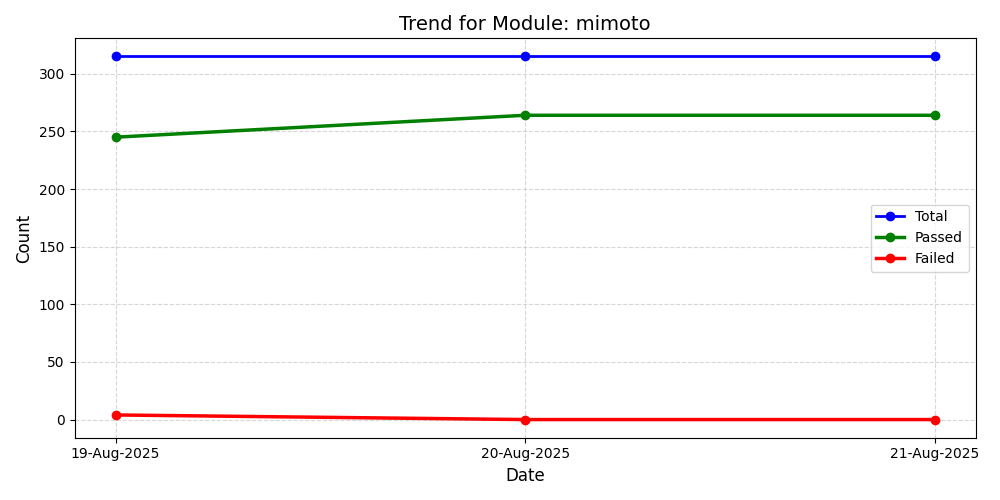 Trend for Module: mimoto
Count
300
250
200
150
100
50
0
Total
Passed
Failed
19-Aug-2025
20-Aug-2025
21-Aug-2025
Date